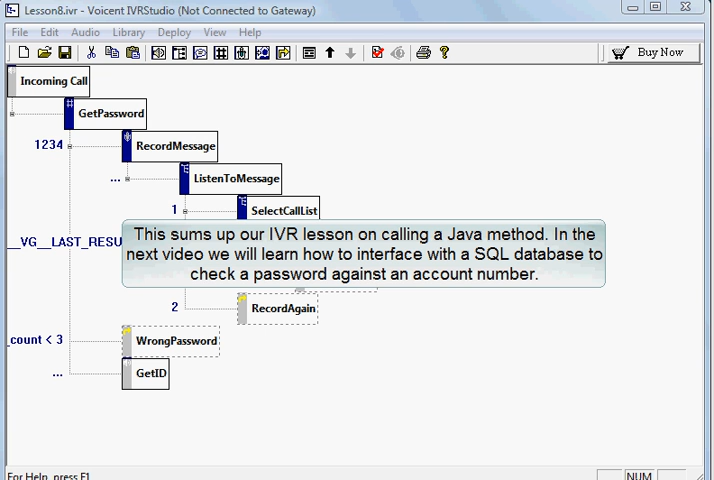 Lesson8.ivr - Voicent IVRStudio (Not Connected to Gateway)
File Edit Audio Library Deploy View Help
Buy Now
Incoming Call
GetPassword
1234 RecordMessage
... ListenToMessage
1 SelectCallList
__VG__LAST_RESU
This sums up our IVR lesson on calling a Java method. In the
next video we will learn how to interface with a SQL database to
check a password against an account number.
2 RecordAgain
_count < 3 WrongPassword
... GetID
For Help, press F1
NUM